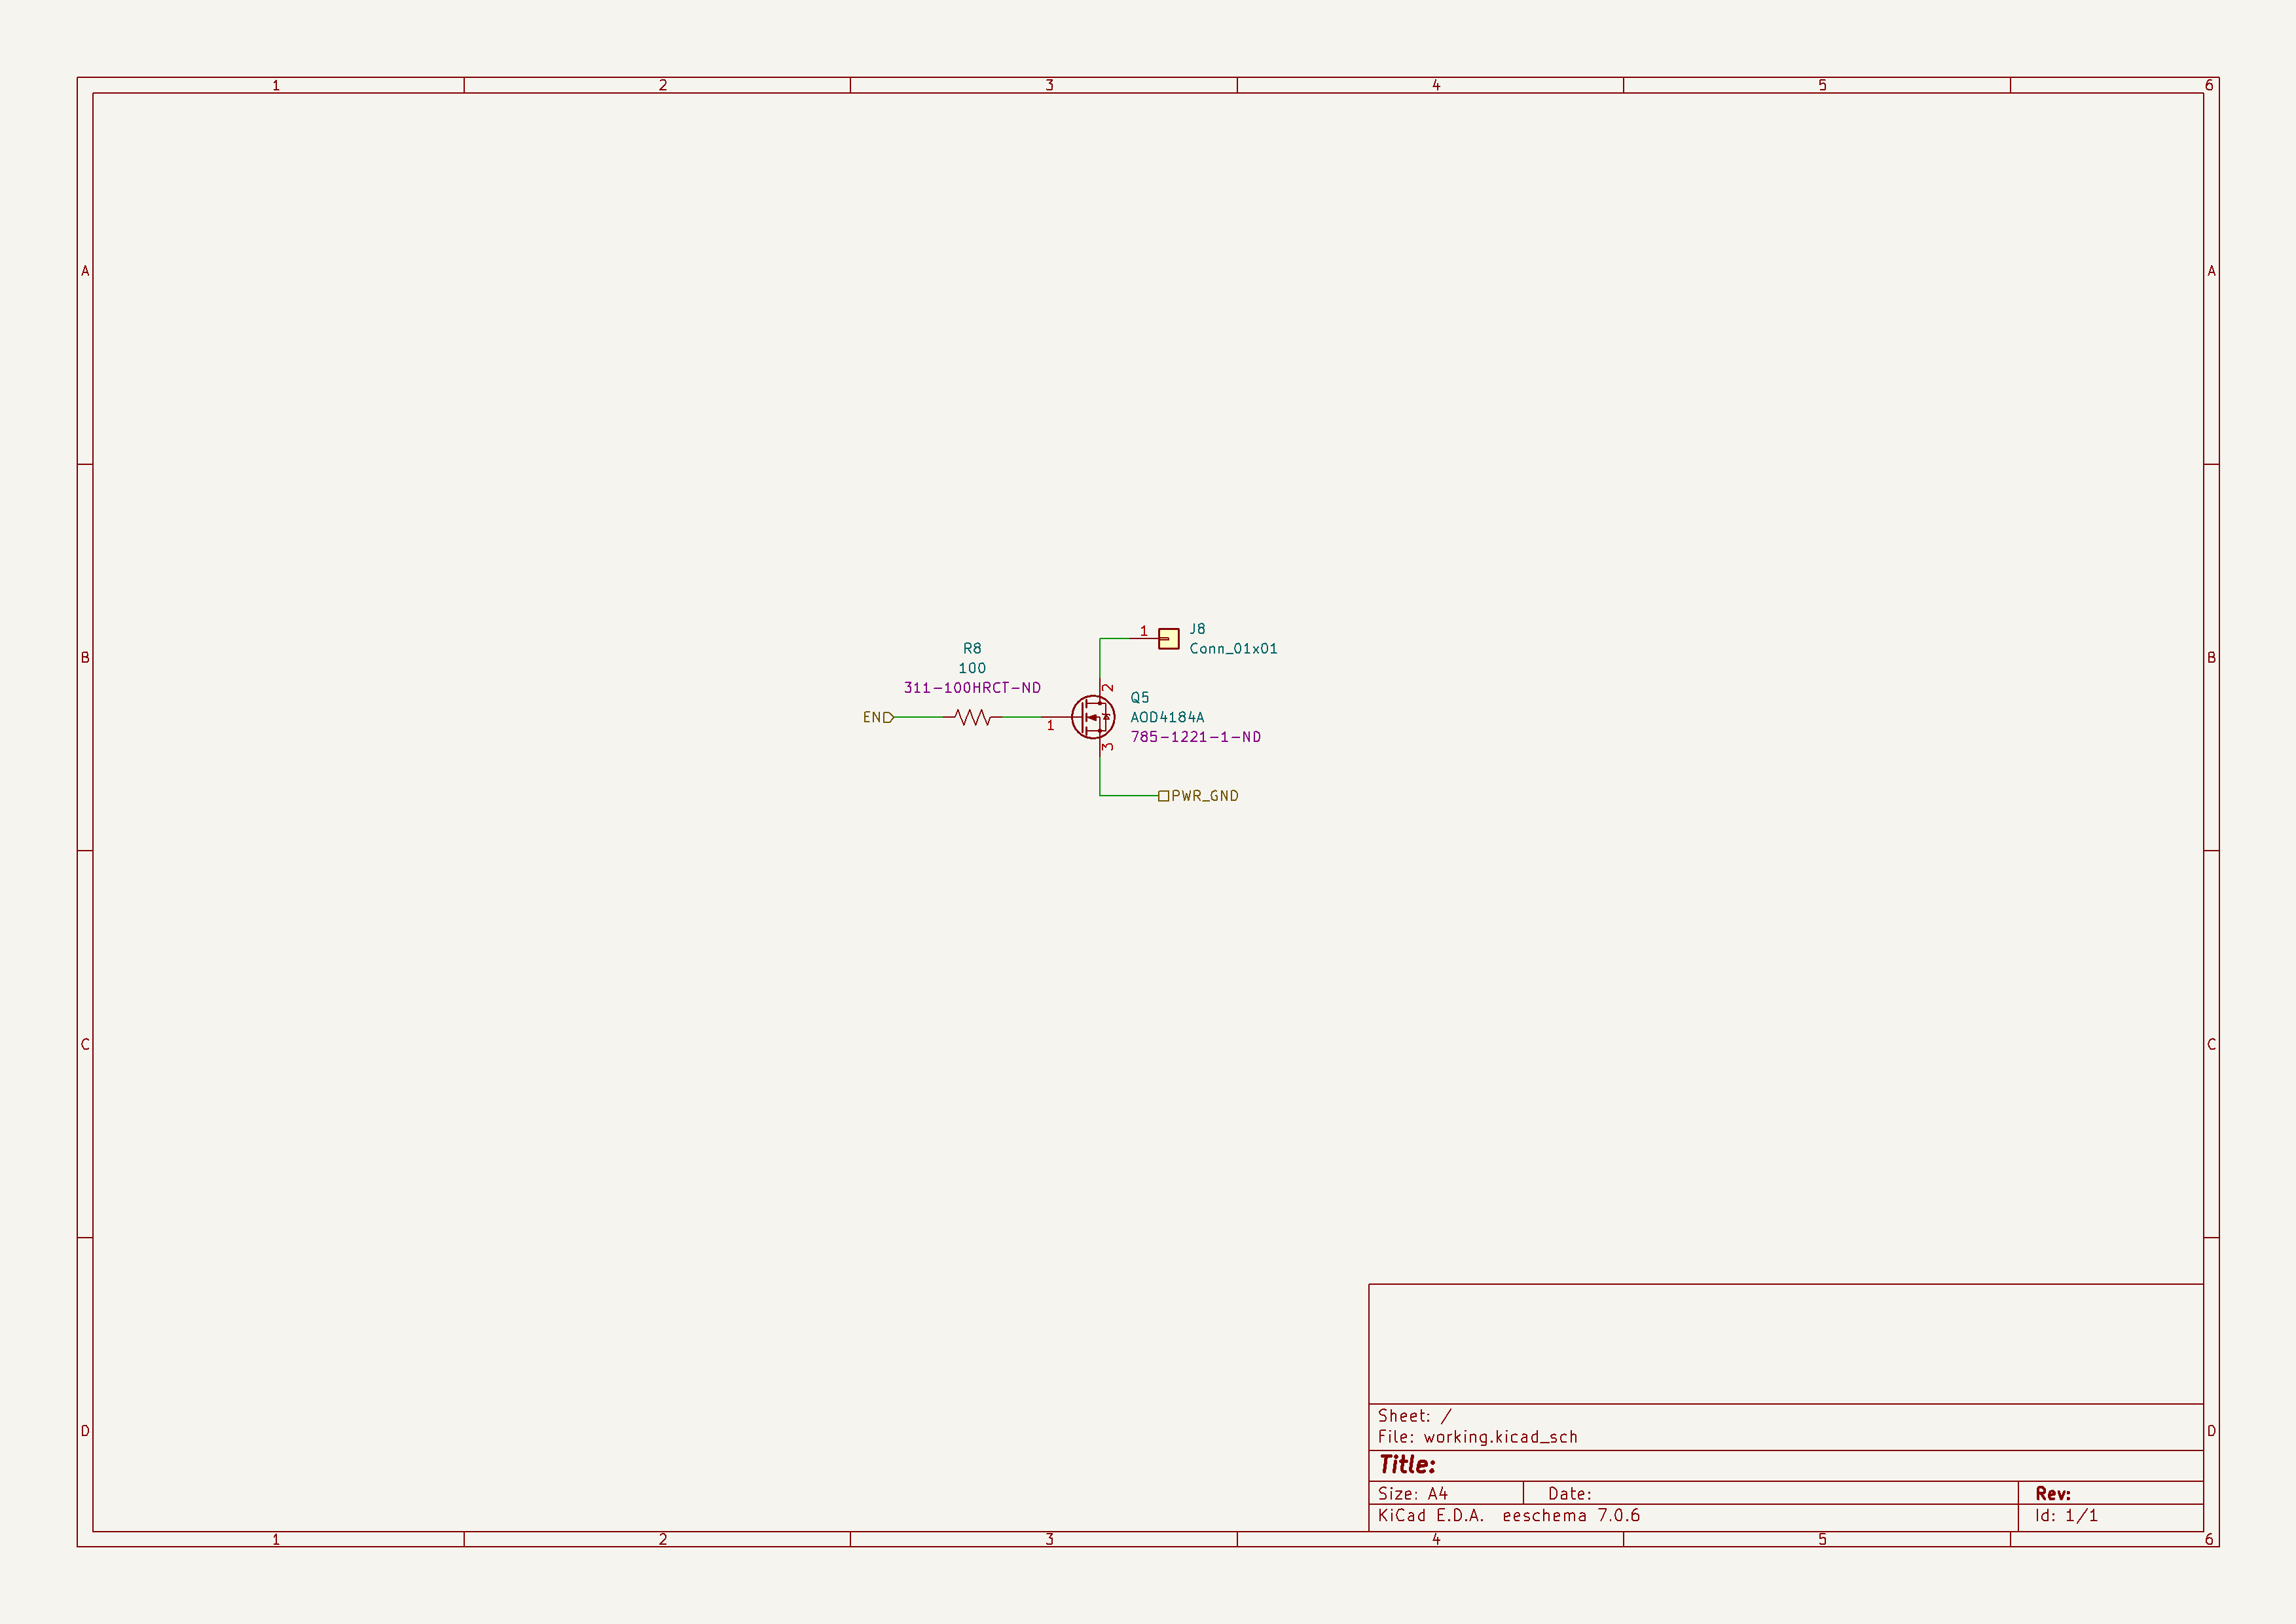 1 2 3 4 5 6
A A
J8
1
Conn_01x01
R8
100
311-100HRCT-ND
B B
2
Q5
EN
1
AOD4184A
785-1221-1-ND
3
PWR_GND
C C
Sheet: /
File: working.kicad_sch
D D
Title:
Size: A4 Date: Rev:
KiCad E.D.A. eeschema 7.0.6 Id: 1/1
1 2 3 4 5 6